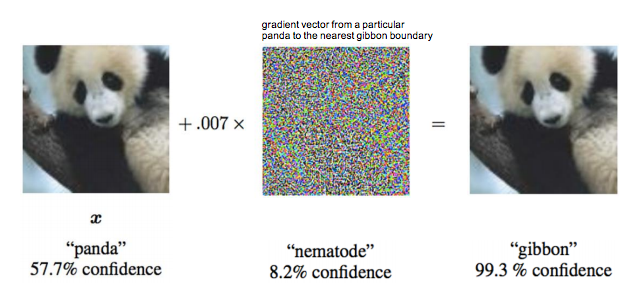 gradient vector from a particular
panda to the nearest gibbon boundary
+ .007 ×
=
x
“panda”
57.7% confidence
“nematode”
8.2% confidence
“gibbon”
99.3 % confidence